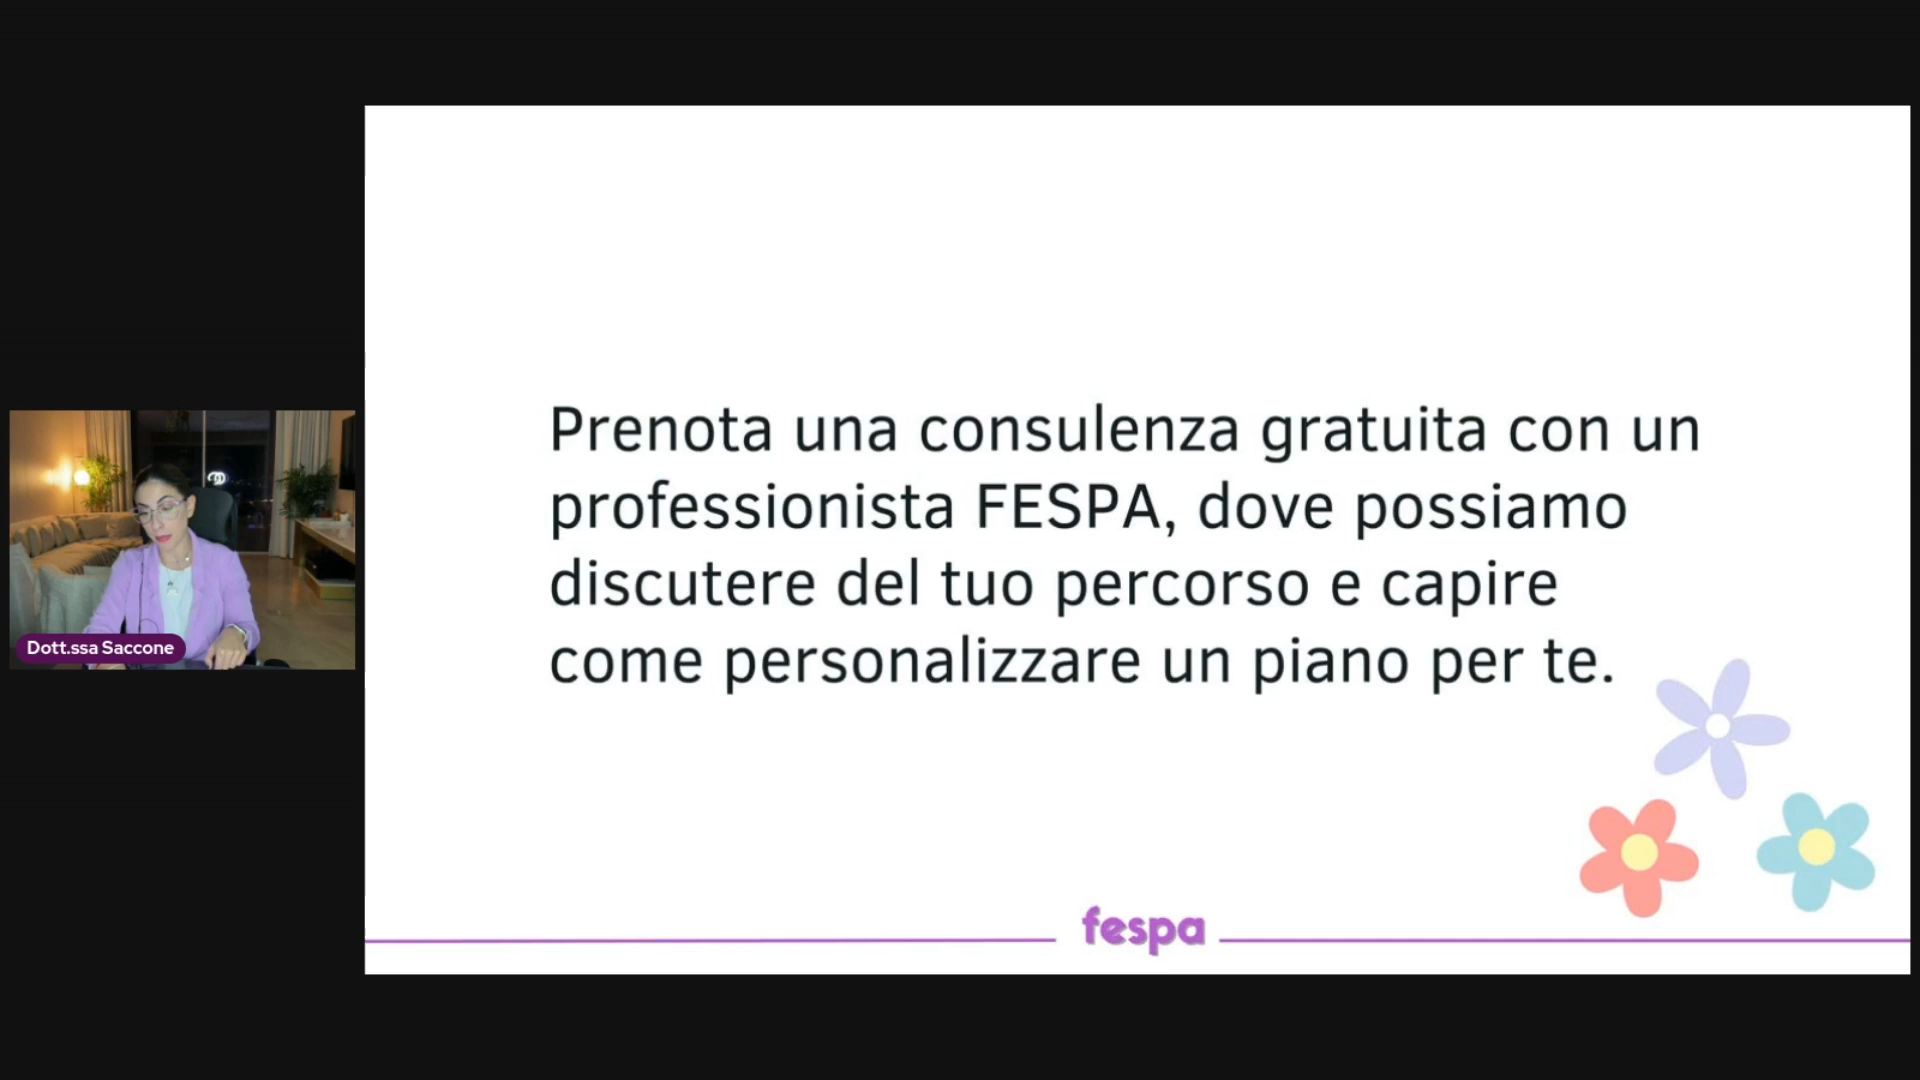 Prenota una consulenza gratuita con un
professionista FESPA, dove possiamo
discutere del tuo percorso e capire
come personalizzare un piano per te.
Dott.ssa Saccone
fespa